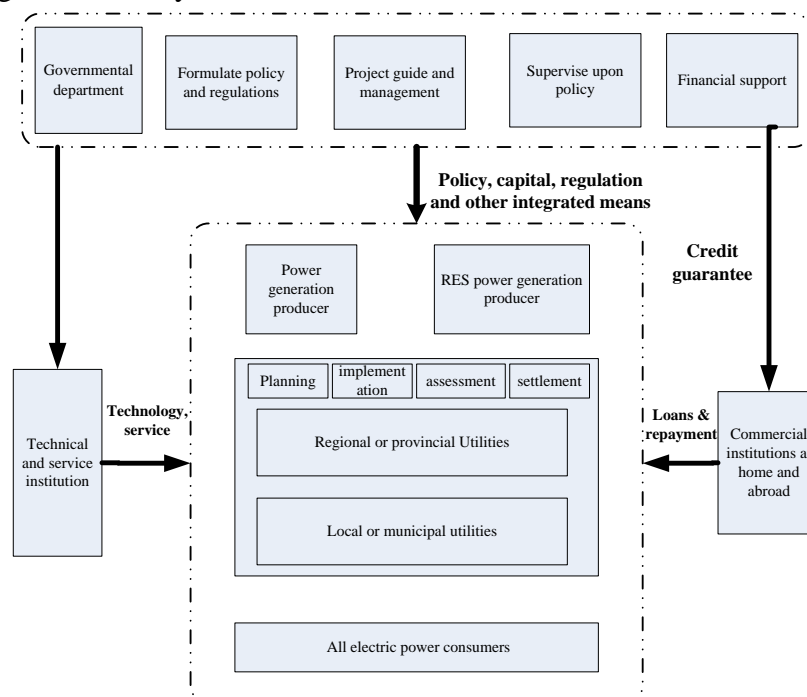 Governmental
department
Formulate policy
and regulations
Project guide and
management
Supervise upon
policy
Financial support
Policy, capital, regulation
and other integrated means
Credit
guarantee
Power
generation
producer
RES power generation
producer
Planning
implement
ation
assessment
settlement
Technology,
service
Technical
and service
institution
Regional or provincial Utilities
Local or municipal utilities
Loans &
repayment
Commercial
institutions a
home and
abroad
All electric power consumers